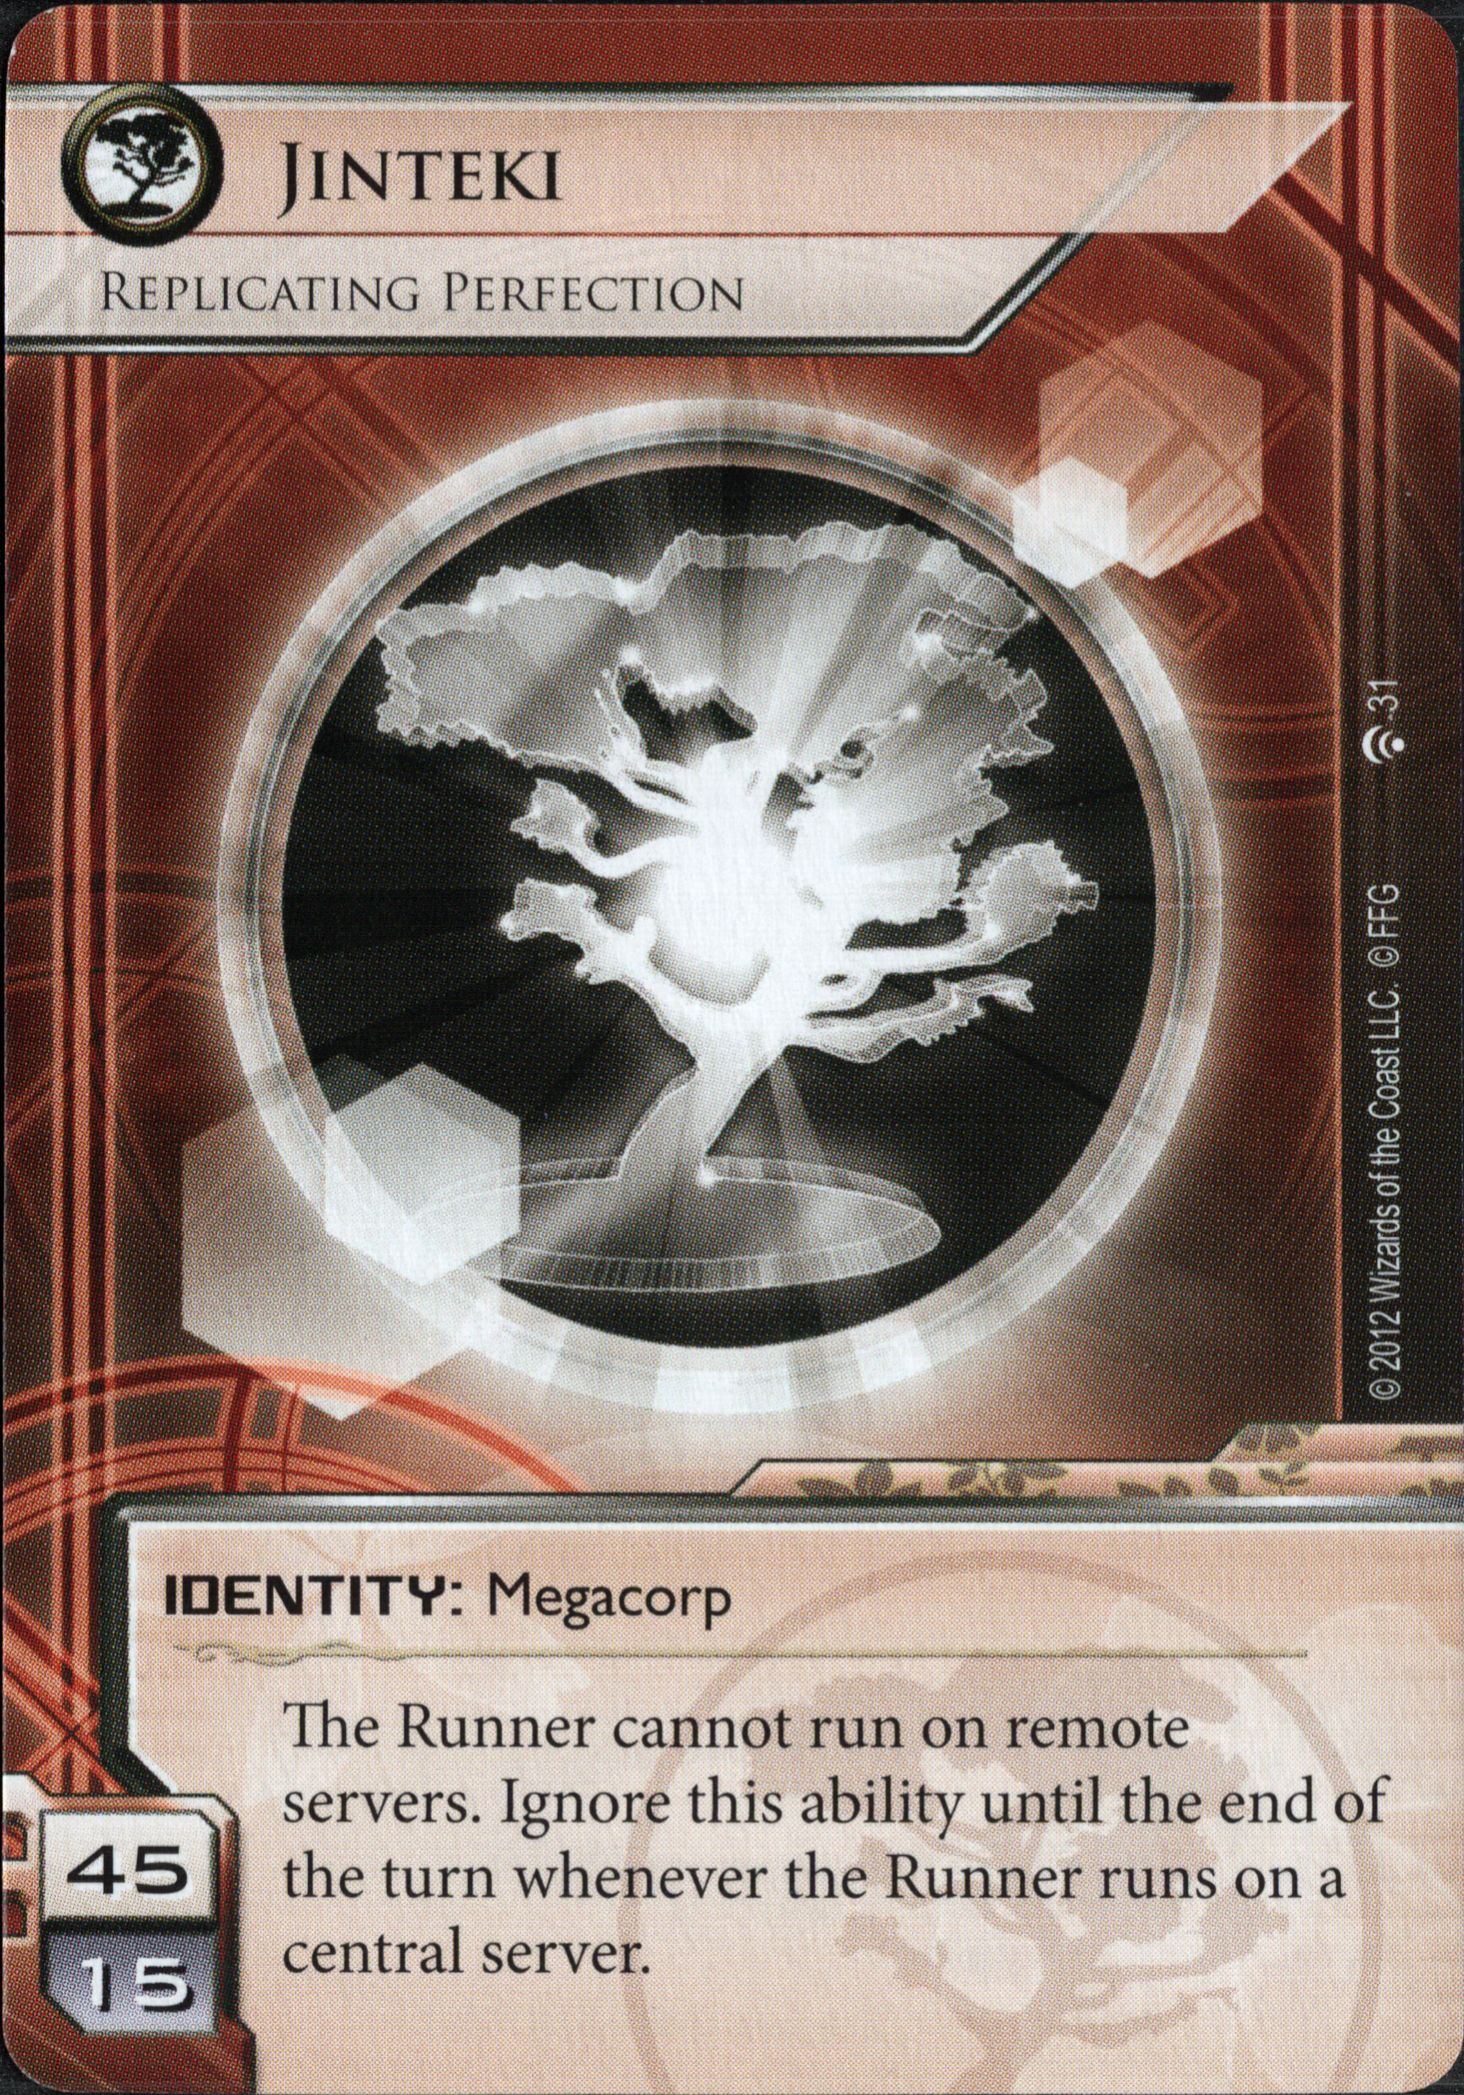 Jinteki
Replicating Perfection
31
© 2012 Wizards of the Coast LLC. © FFG
IDENTITY: Megacorp
The Runner cannot run on remote
servers. Ignore this ability until the end of
the turn whenever the Runner runs on a
central server.
45
15